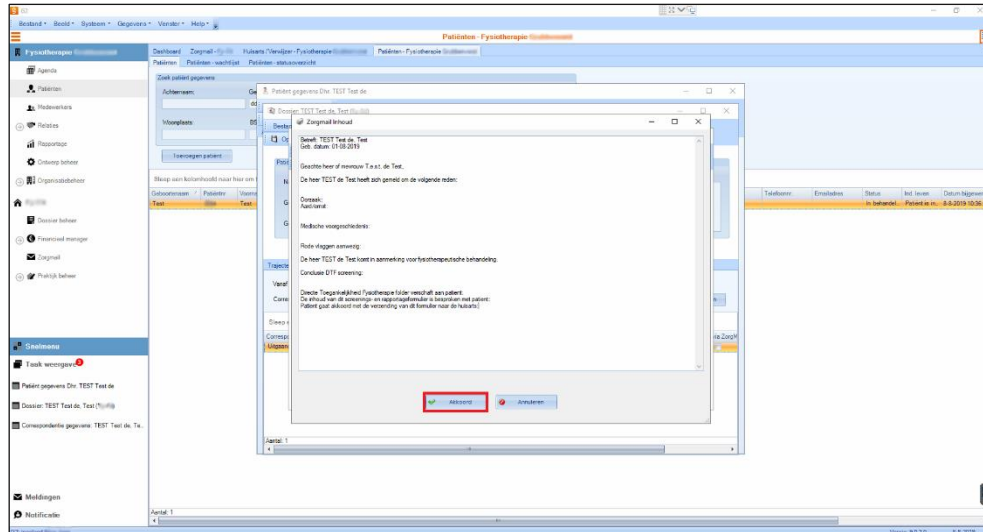 Bestand Beeld Systeem Gegevens Venster Help
Patiënten - Fysiotherapie
Fysiotherapie
Dashboard Zorgmail - Huisarts / Verwijzer - Fysiotherapie Patiënten - Fysiotherapie
Patiënten Patiënten - wachtlijst Patiënten - statusoverzicht
Agenda
Patiënten
Medewerkers
Relaties
Rapportage
Ontwerp beheer
Organisatiebeheer
Dossier beheer
Financieel manager
Zorgmail
Praktijk beheer
Zoek patiënt gegevens
Achternaam:
Woonplaats:
Toevoegen patiënt
Sleep een kolomhoofd naar hier om
Geboortenaam Patiëntnr. Telefoonnr. Emailadres Status Ind. leven
Test Test In behandel... Patiënt is in... 8-8-2019 10:36
Patiënt gegevens Dhr. TEST Test de
Dossier: TEST Test de, Test
Zorgmail Inhoud
Betreft: TEST Test de, Test
Geb. datum: 01-08-2019
Geachte heer of mevrouw T.e.s.t. de Test,
De heer TEST de Test heeft zich gemeld om de volgende reden:
Oorzaak:
Aard/ernst:
Medische voorgeschiedenis:
Rode vlaggen aanwezig:
De heer TEST de Test komt in aanmerking voor fysiotherapeutische behandeling.
Conclusie DTF screening:
Directe Toegankelijkheid Fysiotherapie folder verschaft aan patient:
De inhoud van dit screenings- en rapportageformulier is besproken met patient:
Patient gaat akkoord met de verzending van dit formulier naar de huisarts:
Akkoord Annuleren
Aantal: 1
Snelmenu
Taak weergave 3
Patiënt gegevens Dhr. TEST Test de
Dossier: TEST Test de, Test
Correspondentie gegevens: TEST Test de, Te...
Meldingen
Notificatie
Aantal: 1